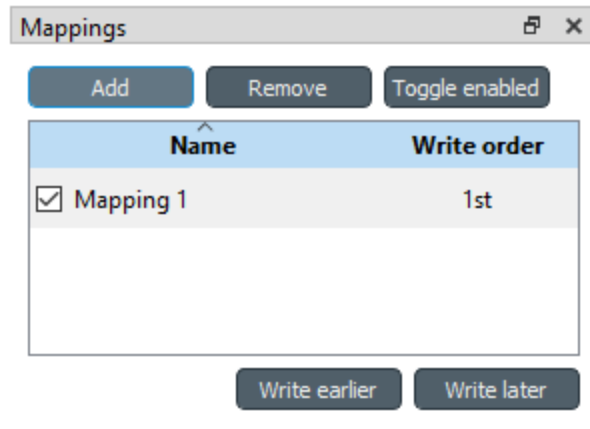 Mappings
Add Remove Toggle enabled
Name Write order
Mapping 1 1st
Write earlier Write later